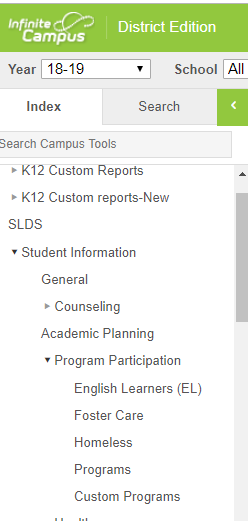 Infinite
Campus
District Edition
Year 18-19 School All
Index Search
Search Campus Tools
K12 Custom Reports
K12 Custom reports-New
SLDS
Student Information
General
Counseling
Academic Planning
Program Participation
English Learners (EL)
Foster Care
Homeless
Programs
Custom Programs